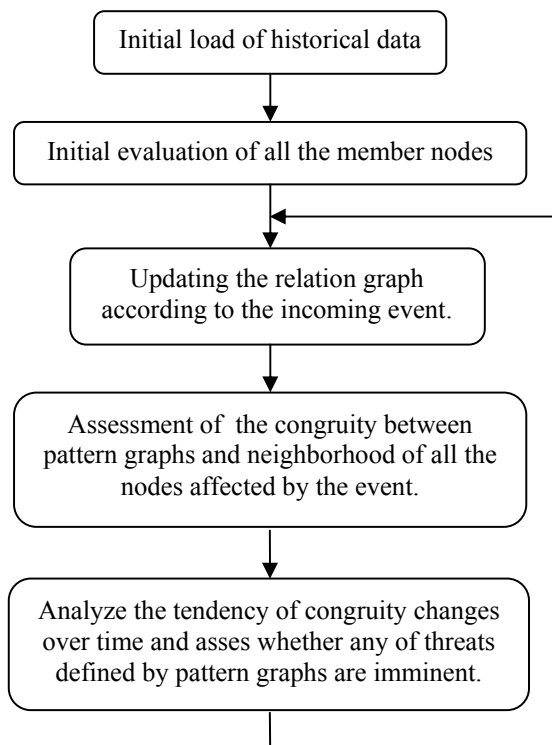 Initial load of historical data
Initial evaluation of all the member nodes
Updating the relation graph
according to the incoming event.
Assessment of the congruity between
pattern graphs and neighborhood of all the
nodes affected by the event.
Analyze the tendency of congruity changes
over time and asses whether any of threats
defined by pattern graphs are imminent.